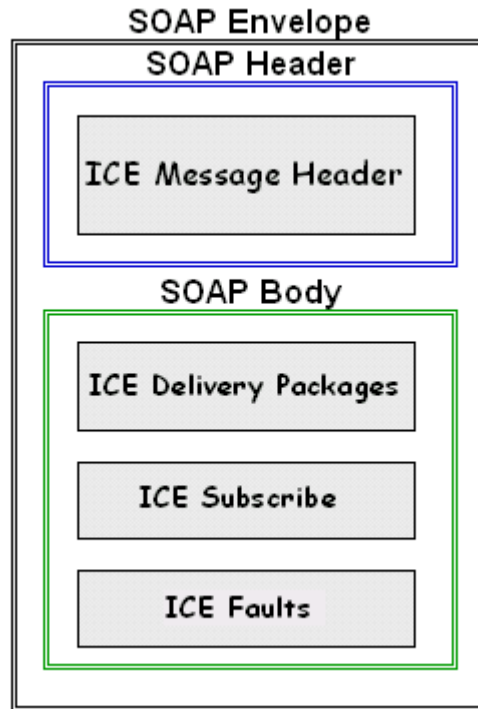 SOAP Envelope
SOAP Header
ICE Message Header
SOAP Body
ICE Delivery Packages
ICE Subscribe
ICE Faults